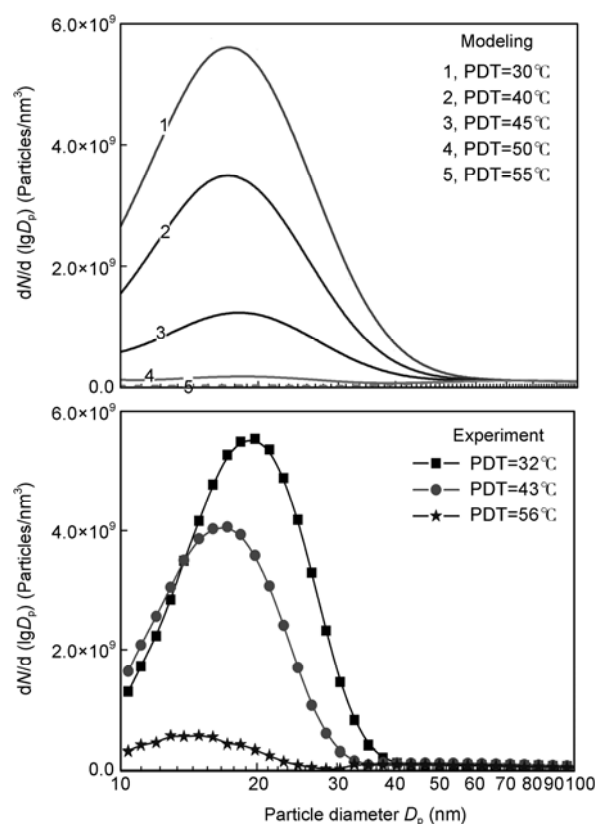 6.0×10⁹
4.0×10⁹
2.0×10⁹
0.0
dN/d (lgDₚ) (Particles/nm³)
Modeling
1, PDT=30℃
2, PDT=40℃
3, PDT=45℃
4, PDT=50℃
5, PDT=55℃
1
2
3
4
5
6.0×10⁹
4.0×10⁹
2.0×10⁹
0.0
dN/d (lgDₚ) (Particles/nm³)
Experiment
PDT=32℃
PDT=43℃
PDT=56℃
10 20 30 40 50 60 70 80 90 100
Particle diameter Dₚ (nm)